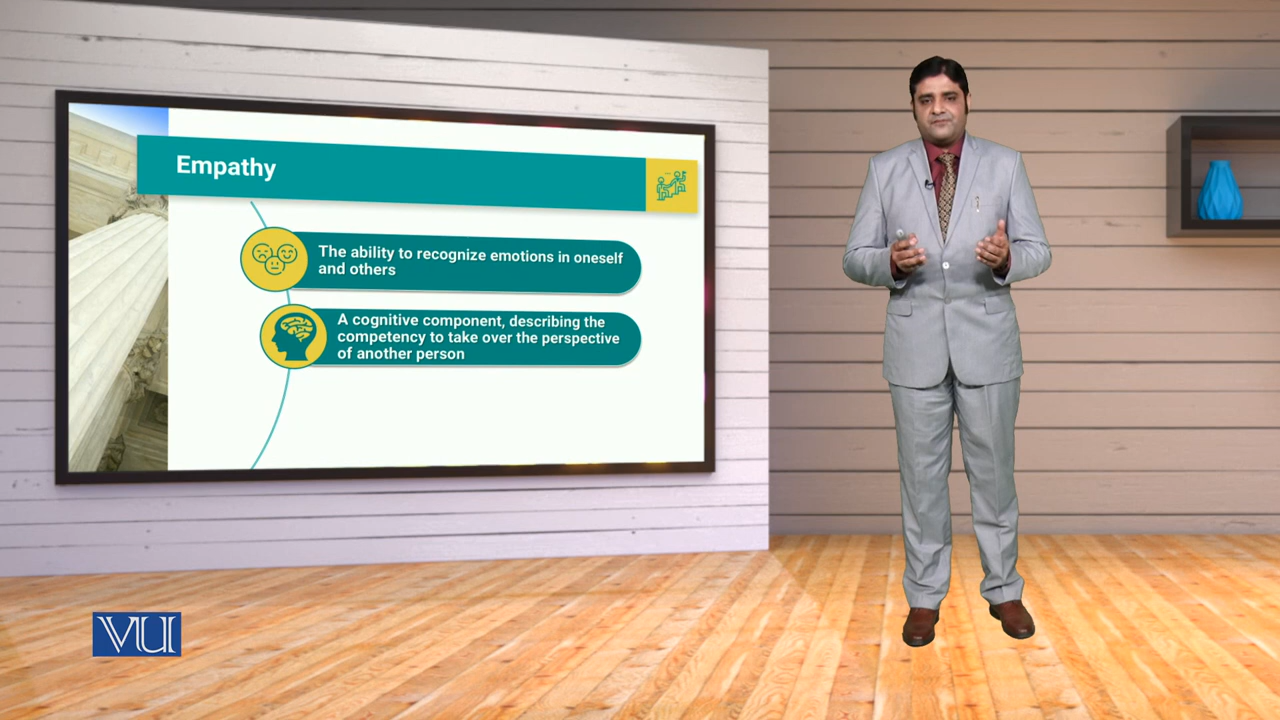 Empathy
The ability to recognize emotions in oneself
and others
A cognitive component, describing the
competency to take over the perspective
of another person
VU